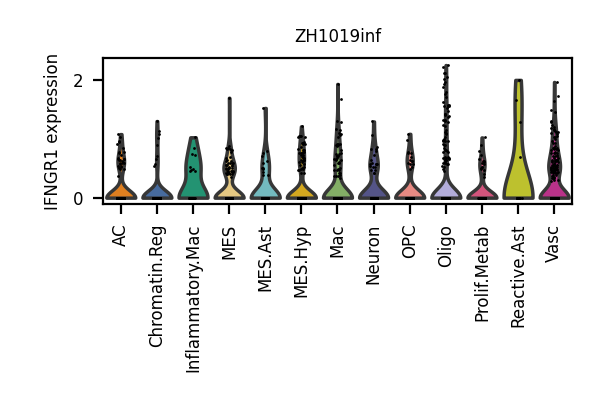 ZH1019inf
IFNGR1 expression
2
0
AC
Chromatin.Reg
Inflammatory.Mac
MES
MES.Ast
MES.Hyp
Mac
Neuron
OPC
Oligo
Prolif.Metab
Reactive.Ast
Vasc